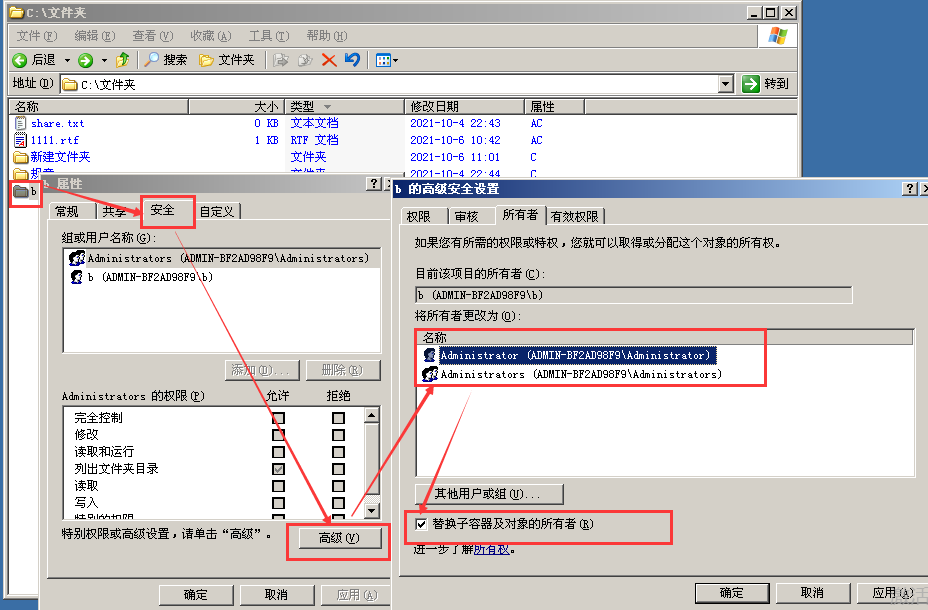 C:\文件夹
文件(F) 编辑(E) 查看(V) 收藏(A) 工具(T) 帮助(H)
后退 搜索 文件夹
地址(D) C:\文件夹 转到
名称 大小 类型 修改日期 属性
share.txt 0 KB 文本文档 2021-10-4 22:43 AC
1111.rtf 1 KB RTF 文档 2021-10-6 10:42 AC
新建文件夹 文件夹 2021-10-6 11:01 C
文件夹 2021-10-4 22:44 C
b
b 属性
常规 共享 安全 自定义
组或用户名称(G):
Administrators (ADMIN-BF2AD98F9\Administrators)
b (ADMIN-BF2AD98F9\b)
添加(D)... 删除(R)
Administrators 的权限(P) 允许 拒绝
完全控制
修改
读取和运行
列出文件夹目录
读取
写入
特别的权限
特别权限或高级设置，请单击“高级”。
高级(V)
确定 取消 应用(A)
b 的高级安全设置
权限 审核 所有者 有效权限
如果您有所需的权限或特权，您就可以取得或分配这个对象的所有权。
目前该项目的所有者(C):
b (ADMIN-BF2AD98F9\b)
将所有者更改为(O):
名称
Administrator (ADMIN-BF2AD98F9\Administrator)
Administrators (ADMIN-BF2AD98F9\Administrators)
其他用户或组(U)...
替换子容器及对象的所有者(R)
进一步了解所有权。
确定 取消 应用(A)